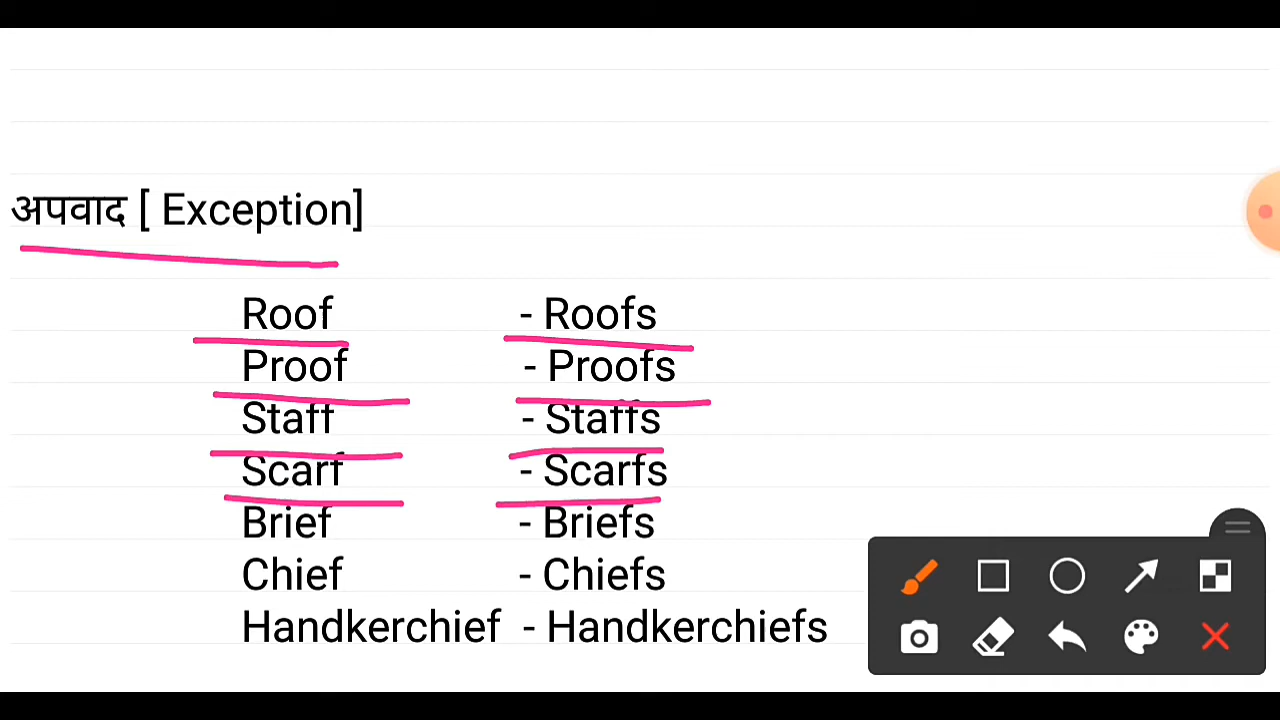 अपवाद [ Exception]
Roof - Roofs
Proof - Proofs
Staff - Staffs
Scarf - Scarfs
Brief - Briefs
Chief - Chiefs
Handkerchief - Handkerchiefs